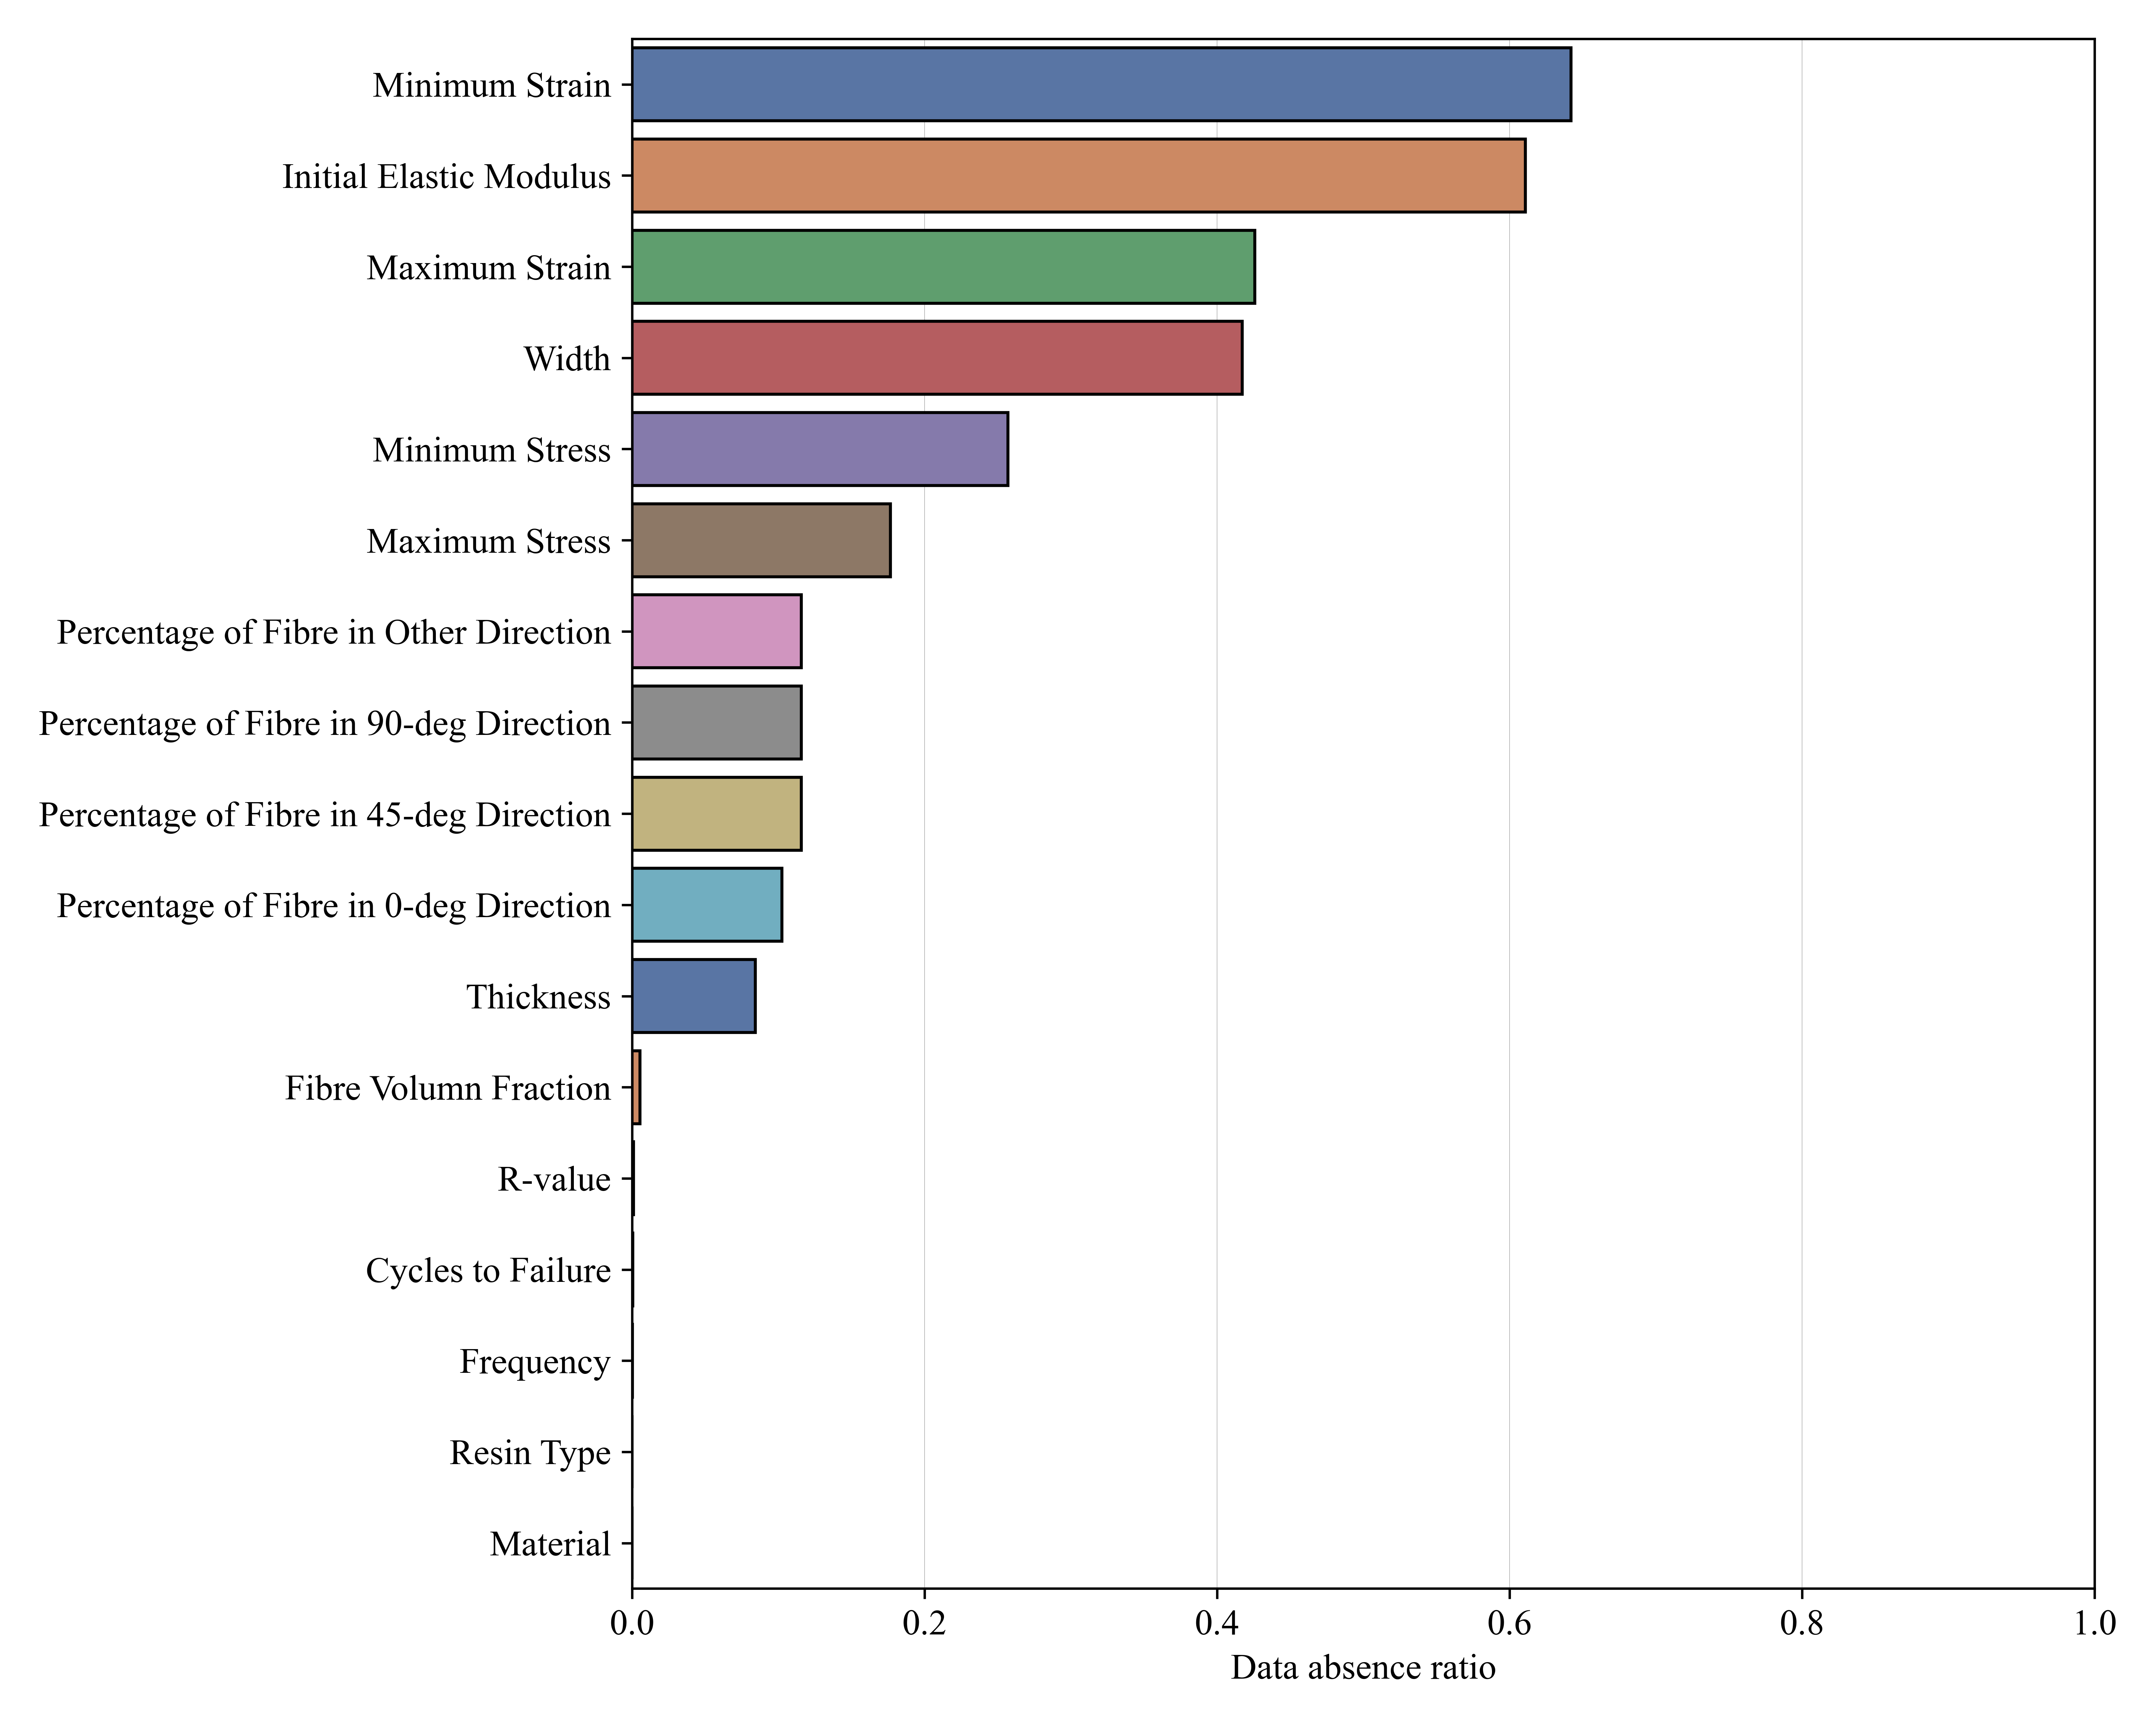 Minimum Strain
Initial Elastic Modulus
Maximum Strain
Width
Minimum Stress
Maximum Stress
Percentage of Fibre in Other Direction
Percentage of Fibre in 90-deg Direction
Percentage of Fibre in 45-deg Direction
Percentage of Fibre in 0-deg Direction
Thickness
Fibre Volumn Fraction
R-value
Cycles to Failure
Frequency
Resin Type
Material
0.0 0.2 0.4 0.6 0.8 1.0
Data absence ratio